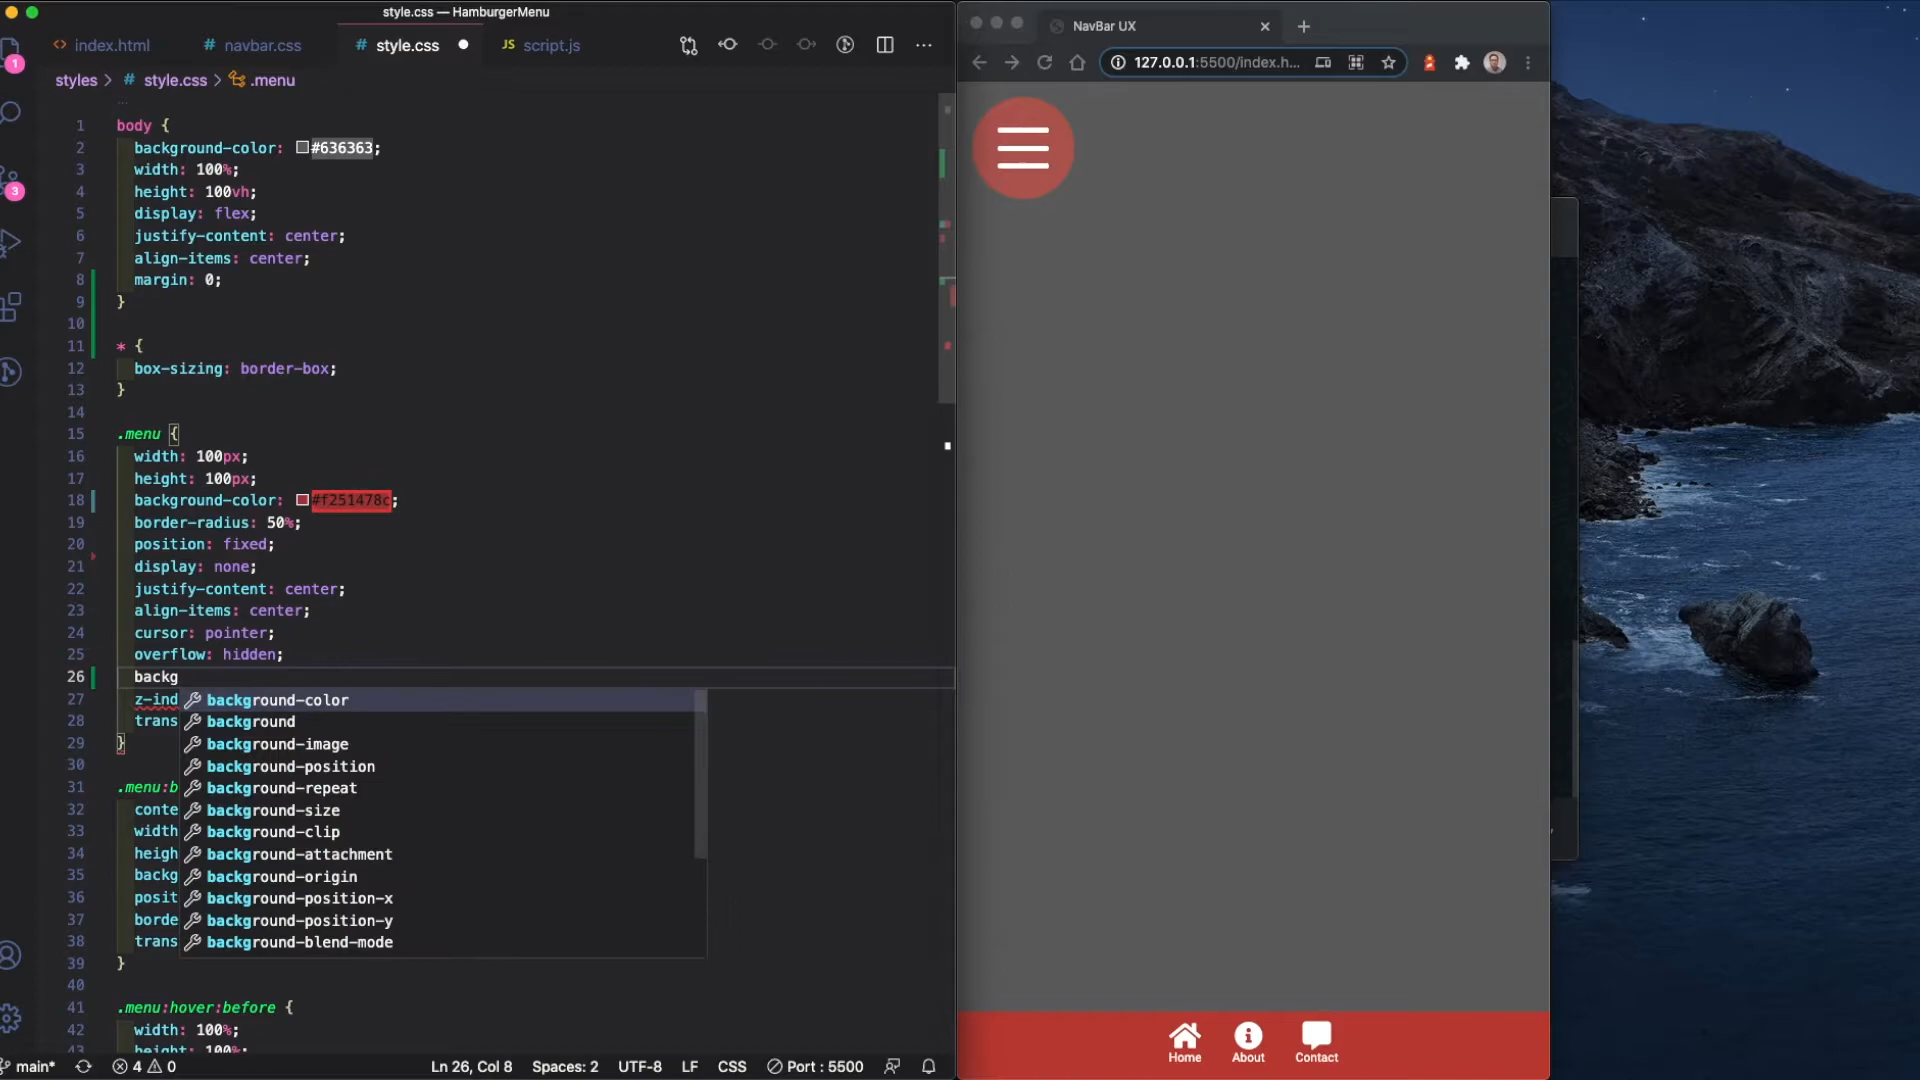 style.css — HamburgerMenu
index.html
navbar.css
style.css
script.js
styles > style.css > .menu
1 body {
2 background-color: #636363;
3 width: 100%;
4 height: 100vh;
5 display: flex;
6 justify-content: center;
7 align-items: center;
8 margin: 0;
9 }
10
11 * {
12 box-sizing: border-box;
13 }
14
15 .menu {
16 width: 100px;
17 height: 100px;
18 background-color: #f251478c;
19 border-radius: 50%;
20 position: fixed;
21 display: none;
22 justify-content: center;
23 align-items: center;
24 cursor: pointer;
25 overflow: hidden;
26 backg
27 z-ind
28 trans
29 }
30
31 .menu:b
32 conte
33 width
34 heigh
35 backg
36 posit
37 borde
38 trans
39 }
40
41 .menu:hover:before {
42 width: 100%;
43 height: 100%;
background-color
background
background-image
background-position
background-repeat
background-size
background-clip
background-attachment
background-origin
background-position-x
background-position-y
background-blend-mode
1
3
main* 4 0
Ln 26, Col 8
Spaces: 2
UTF-8
LF
CSS
Port : 5500
NavBar UX
127.0.0.1:5500/index.h...
Home
About
Contact